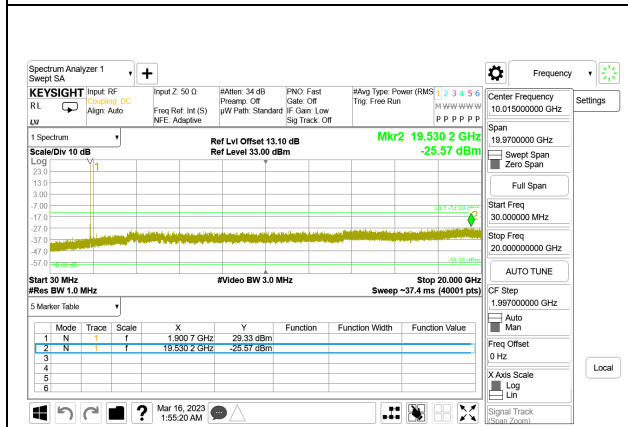 Spectrum Analyzer 1
Swept SA
Frequency
KEYSIGHT Input: RF Input Z: 50 Ω #Atten: 34 dB PNO: Fast #Avg Type: Power (RMS 1 2 3 4 5 6
RL Coupling: DC Preamp: Off Gate: Off Trig: Free Run M W W W W W
Align: Auto Freq Ref: Int (S) µW Path: Standard IF Gain: Low P P P P P P
LXI NFE: Adaptive Sig Track: Off
1 Spectrum Ref Lvl Offset 13.10 dB Mkr2 19.530 2 GHz
Scale/Div 10 dB Ref Level 33.00 dBm -25.57 dBm
Log
1
23.0
13.0
3.00
-7.00
DL1 -13.00 dBm
2
-17.0
-27.0
-37.0
-47.0
-57.0
Start 30 MHz #Video BW 3.0 MHz Stop 20.000 GHz
#Res BW 1.0 MHz Sweep ~37.4 ms (40001 pts)
5 Marker Table
Mode Trace Scale X Y Function Function Width Function Value
1 N 1 f 1.900 7 GHz 29.33 dBm
2 N 1 f 19.530 2 GHz -25.57 dBm
3
4
5
6
Mar 16, 2023
1:55:20 AM
Center Frequency
10.015000000 GHz
Settings
Span
19.9700000 GHz
Swept Span
Zero Span
Full Span
Start Freq
30.000000 MHz
Stop Freq
20.000000000 GHz
AUTO TUNE
CF Step
1.997000000 GHz
Auto
Man
Freq Offset
0 Hz
Local
X Axis Scale
Log
Lin
Signal Track
(Span Zoom)